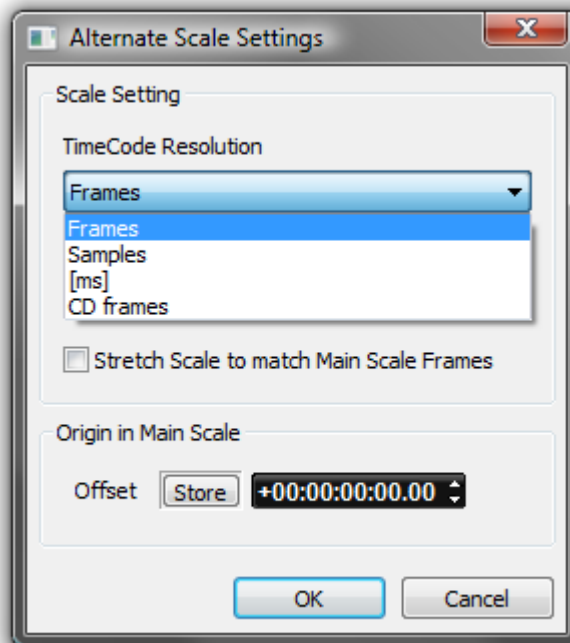 Alternate Scale Settings
Scale Setting
TimeCode Resolution
Frames
Frames
Samples
[ms]
CD frames
Stretch Scale to match Main Scale Frames
Origin in Main Scale
Offset Store +00:00:00:00.00
OK Cancel